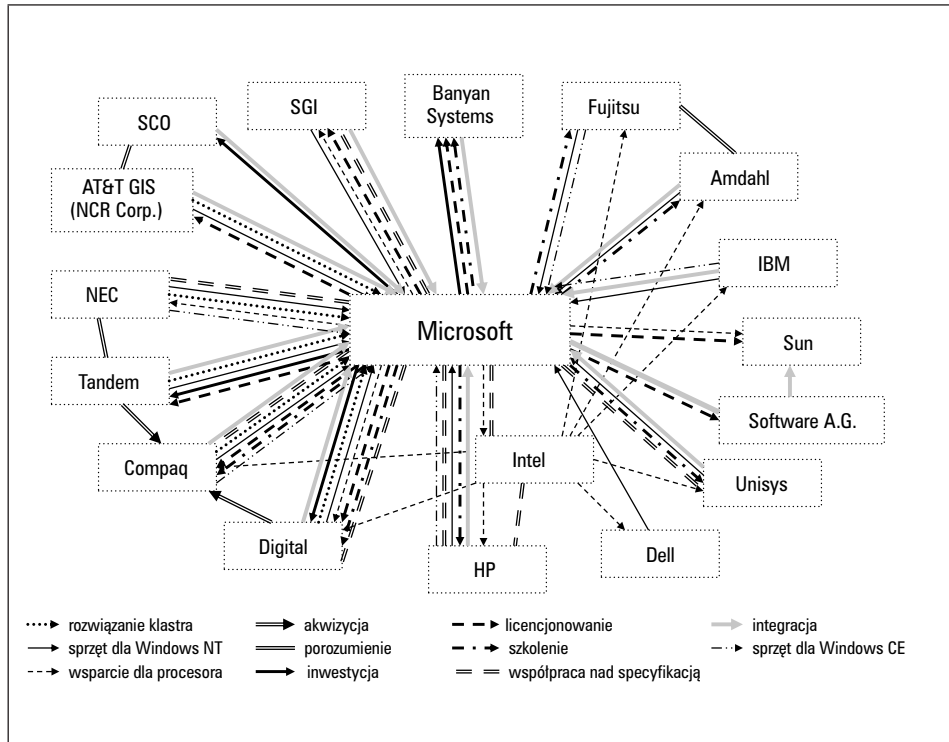 SCO
SGI
Banyan
Systems
Fujitsu
AT&T GIS
(NCR Corp.)
Amdahl
NEC
IBM
Microsoft
Sun
Tandem
Software A.G.
Compaq
Intel
Unisys
Digital
HP
Dell
rozwiązanie klastra
akwizycja
licencjonowanie
integracja
sprzęt dla Windows NT
porozumienie
szkolenie
sprzęt dla Windows CE
wsparcie dla procesora
inwestycja
współpraca nad specyfikacją